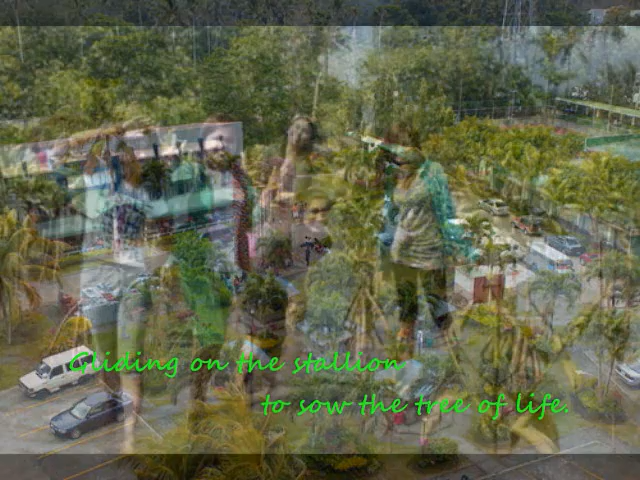 Gliding on the stallion
to sow the tree of life.